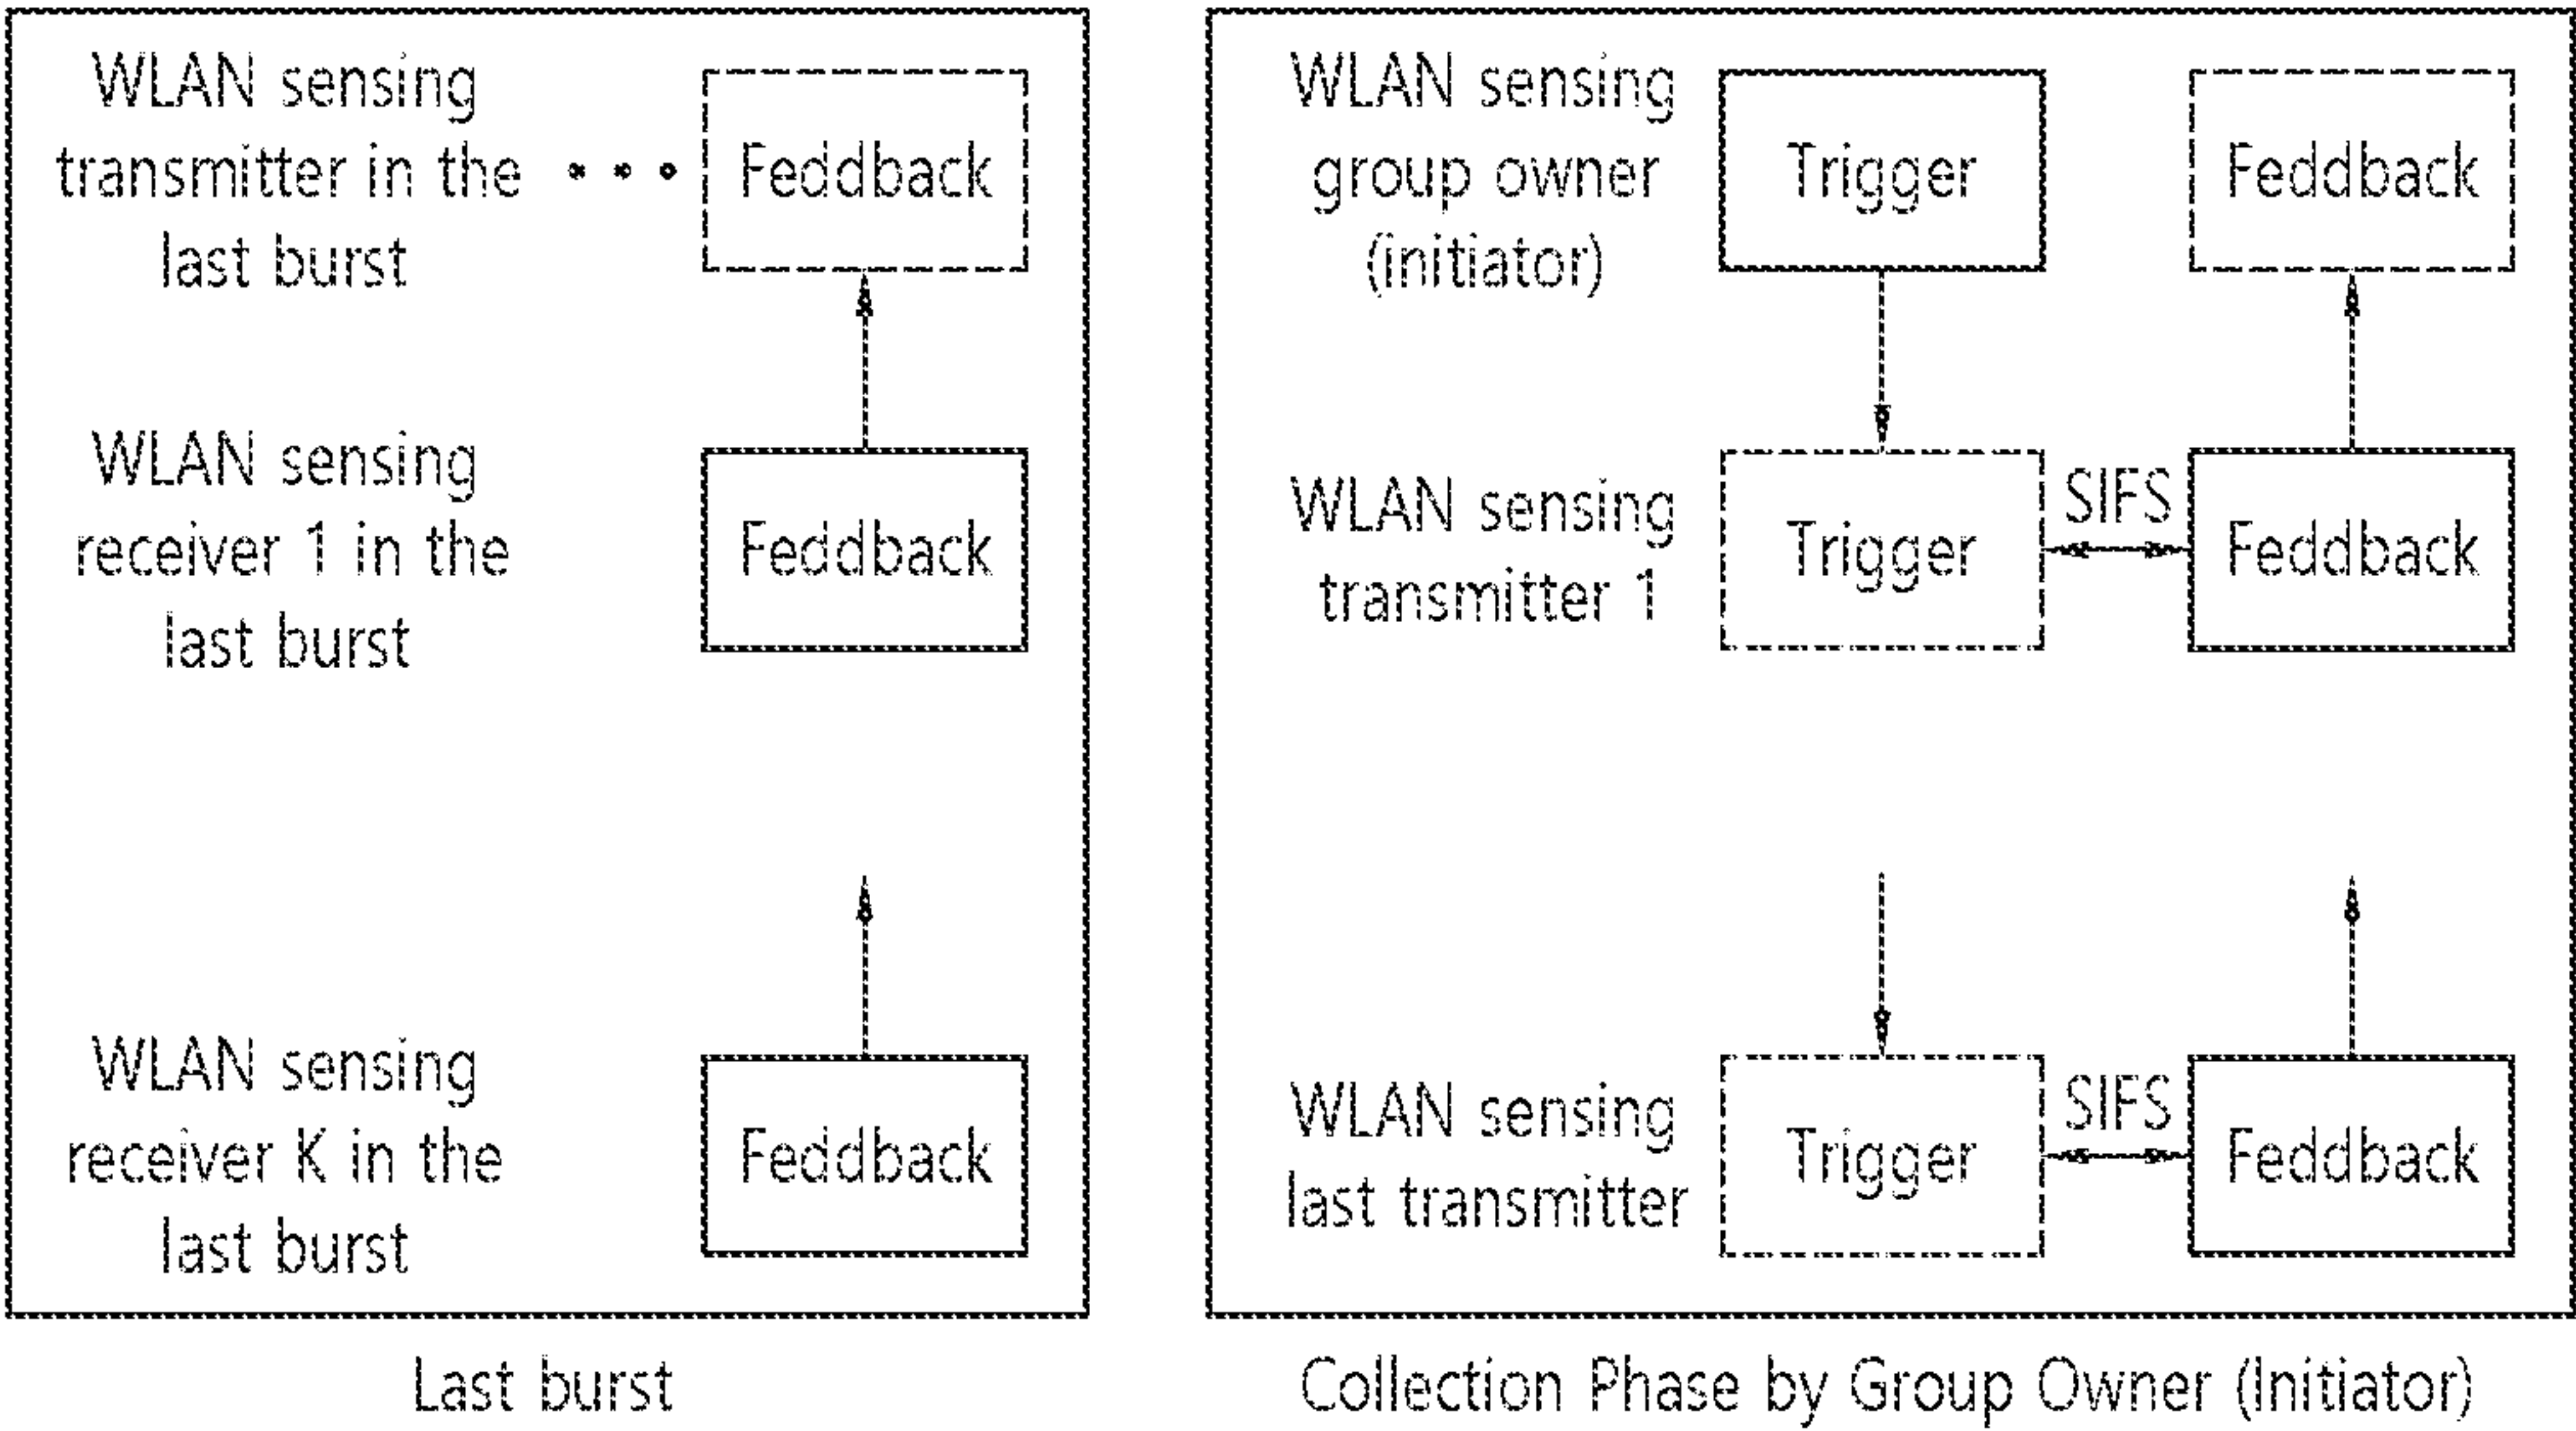 WLAN sensing
transmitter in the
last burst
Feddback
WLAN sensing
receiver 1 in the
last burst
Feddback
WLAN sensing
receiver K in the
last burst
Feddback
Last burst
WLAN sensing
group owner
(initiator)
Trigger
Feddback
WLAN sensing
transmitter 1
Trigger
SIFS
Feddback
WLAN sensing
last transmitter
Trigger
SIFS
Feddback
Collection Phase by Group Owner (Initiator)